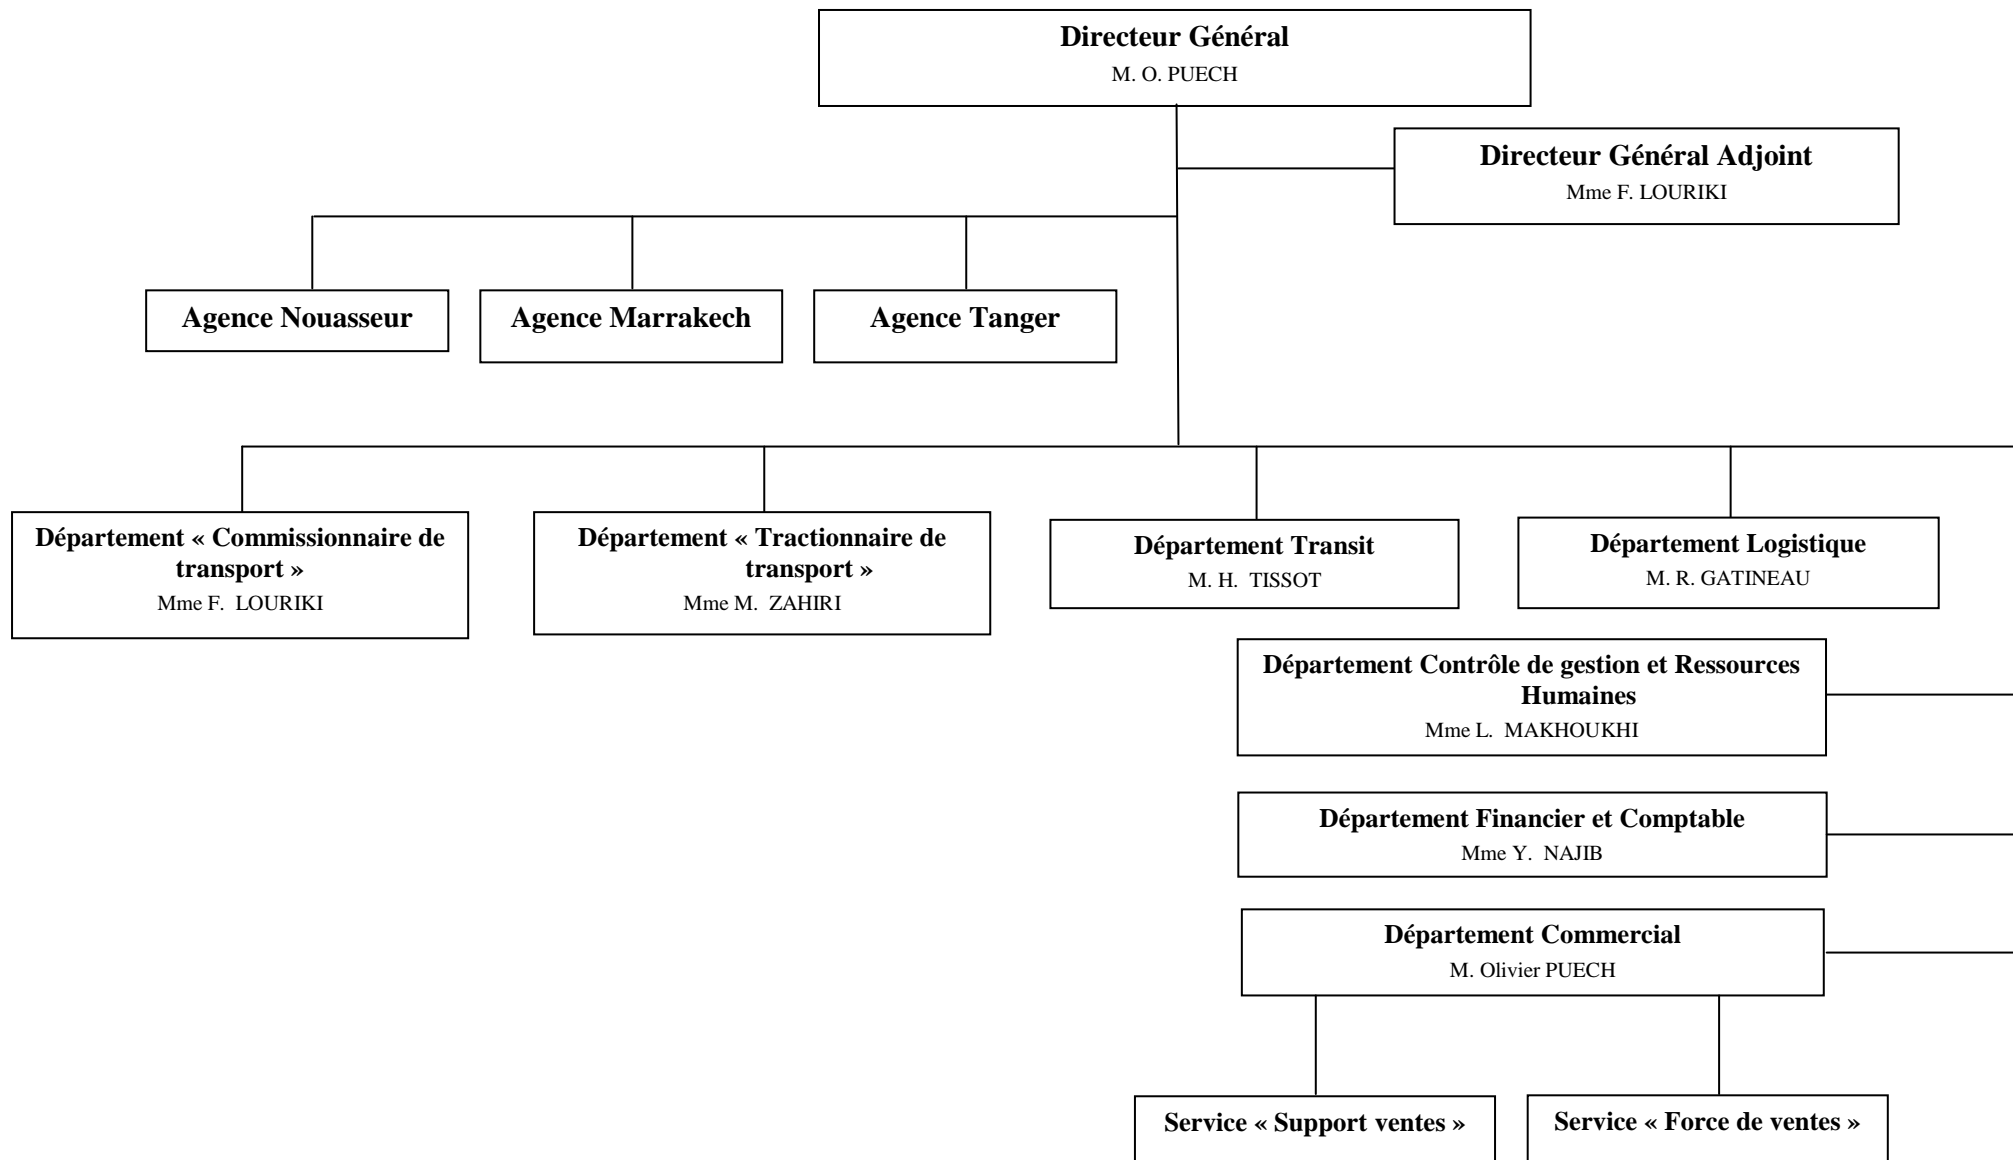 Directeur Général
M. O. PUECH
Directeur Général Adjoint
Mme F. LOURIKI
Agence Nouasseur
Agence Marrakech
Agence Tanger
Département « Commissionnaire de
transport »
Mme F. LOURIKI
Département « Tractionnaire de
transport »
Mme M. ZAHIRI
Département Transit
M. H. TISSOT
Département Logistique
M. R. GATINEAU
Département Contrôle de gestion et Ressources
Humaines
Mme L. MAKHOUKHI
Département Financier et Comptable
Mme Y. NAJIB
Département Commercial
M. Olivier PUECH
Service « Support ventes »
Service « Force de ventes »